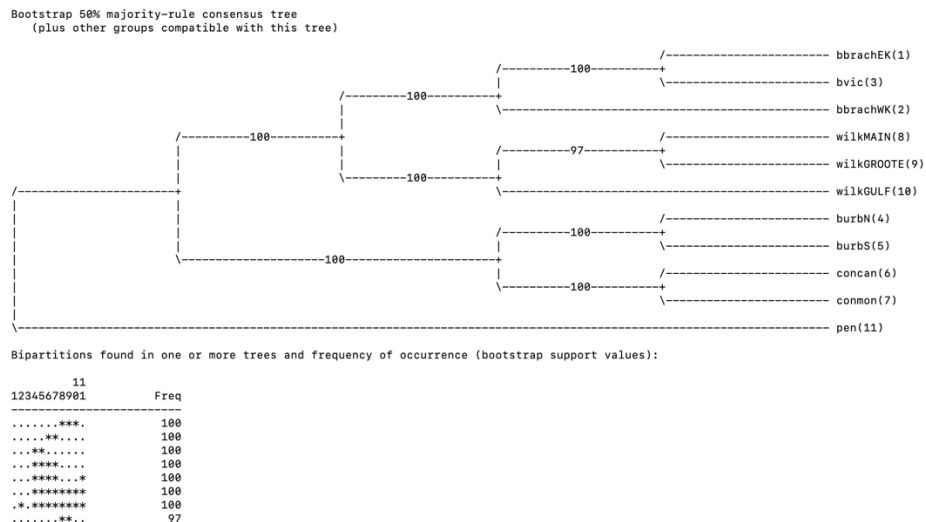 Bootstrap 50% majority-rule consensus tree
(plus other groups compatible with this tree)
/------------------------ bbrachEK(1)
/----------100----------+
| \------------------------ bvic(3)
/---------100----------+
| \------------------------------------------------ bbrachWK(2)
/----------100----------+
| | /------------------------ wilkMAIN(8)
| | /----------97-----------+
| | | \------------------------ wilkGROOTE(9)
| \---------100----------+
/-----------------------+ \------------------------------------------------ wilkGULF(10)
| | /------------------------ burbN(4)
| | /----------100----------+
| | | \------------------------ burbS(5)
| \---------------------100----------------------+
| | /------------------------ concan(6)
| \----------100----------+
| \------------------------ conmon(7)
|
\------------------------------------------------------------------------------------------------------------------------ pen(11)
Bipartitions found in one or more trees and frequency of occurrence (bootstrap support values):
11
12345678901 Freq
-------------------------
.......***. 100
.....**.... 100
...**...... 100
...****.... 100
...****...* 100
...******** 100
.*.******** 100
.......**.. 97